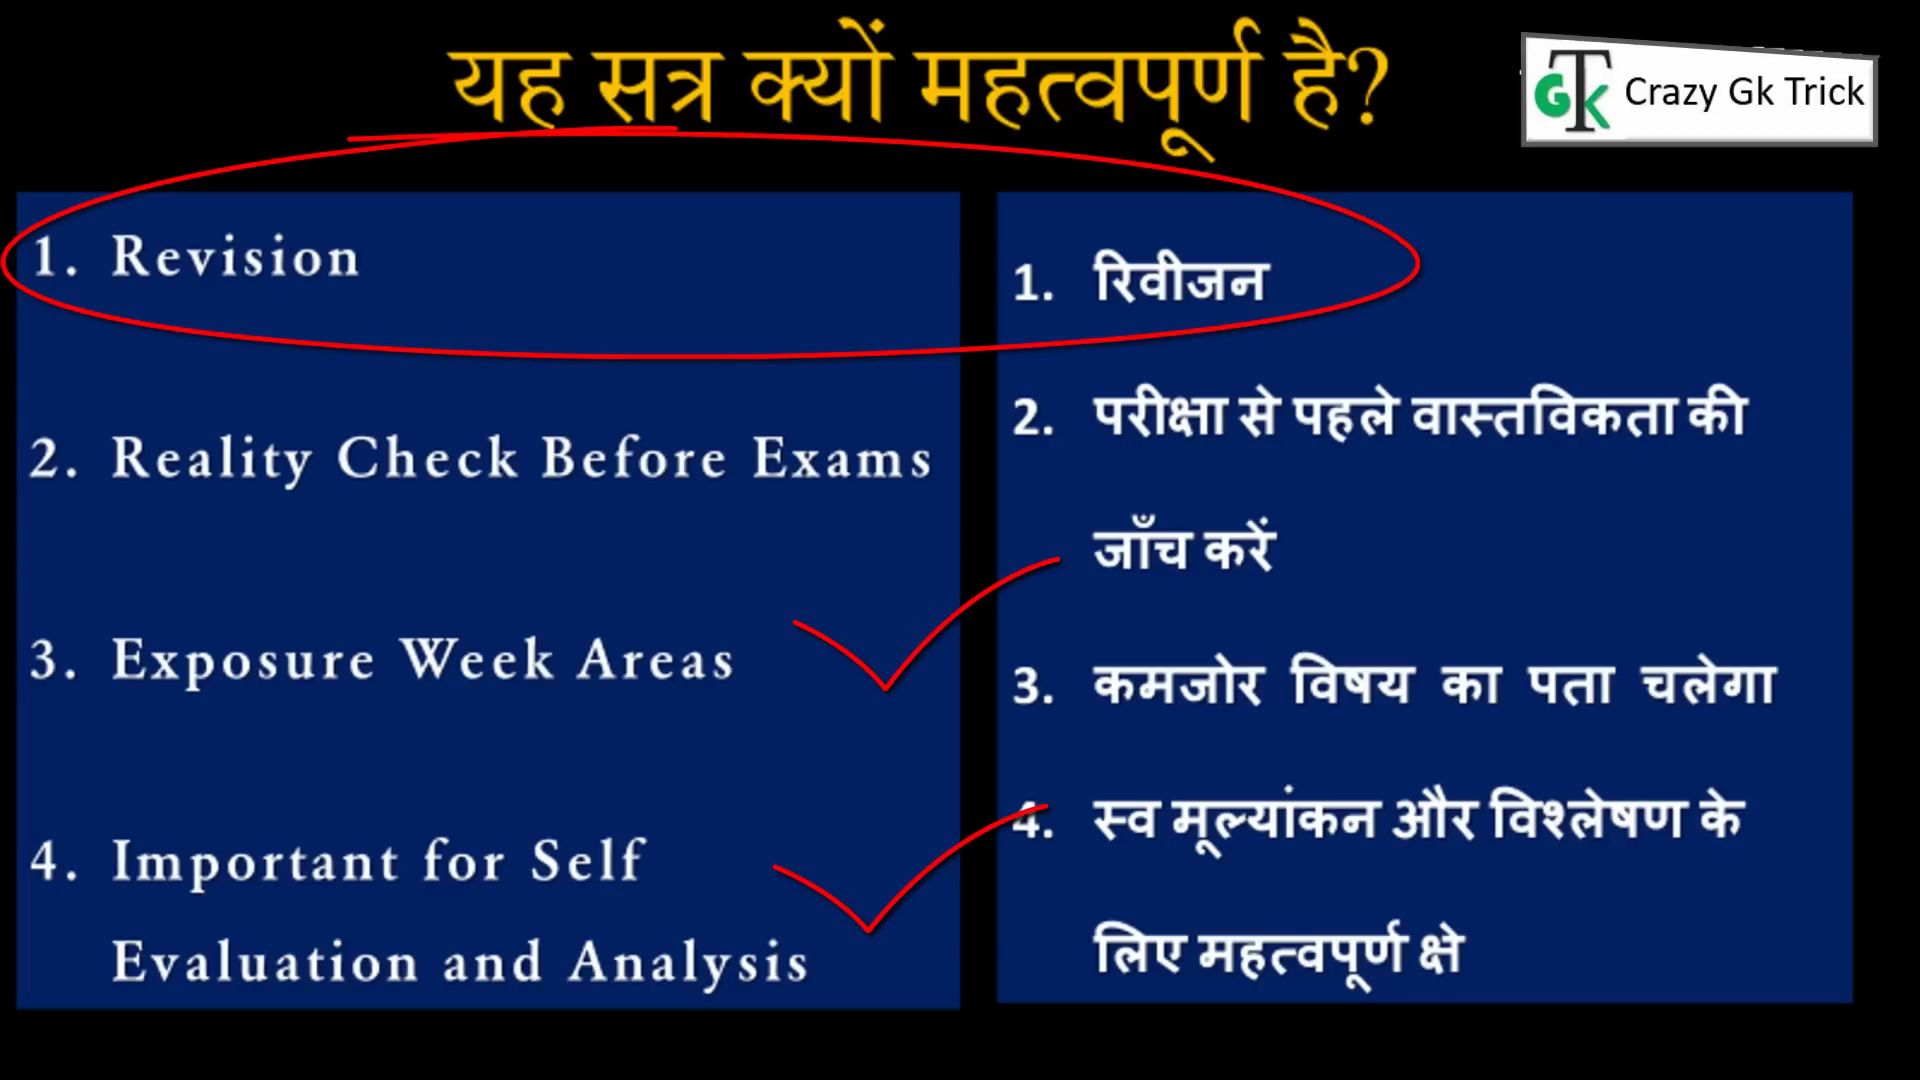 यह सत्र क्यों महत्वपूर्ण है?
GTK Crazy Gk Trick
1. Revision
2. Reality Check Before Exams
3. Exposure Week Areas
4. Important for Self
Evaluation and Analysis
1. रिवीजन
2. परीक्षा से पहले वास्तविकता की
जाँच करें
3. कमजोर विषय का पता चलेगा
4. स्व मूल्यांकन और विश्लेषण के
लिए महत्वपूर्ण क्षे